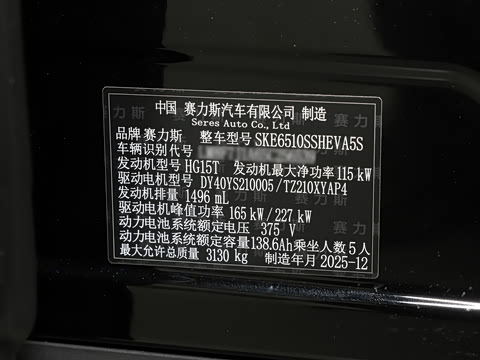 中国 赛力斯汽车有限公司 制造
Seres Auto Co., Ltd
品牌 赛力斯 整车型号 SKE6510SSHEVA5S
车辆识别代号
发动机型号 HG15T 发动机最大净功率 115 kW
驱动电机型号 DY40YS210005/TZ210XYAP4
发动机排量 1496 mL
驱动电机峰值功率 165 kW/227 kW
动力电池系统额定电压 375 V
动力电池系统额定容量138.6Ah乘坐人数 5 人
最大允许总质量 3130 kg 制造年月 2025-12